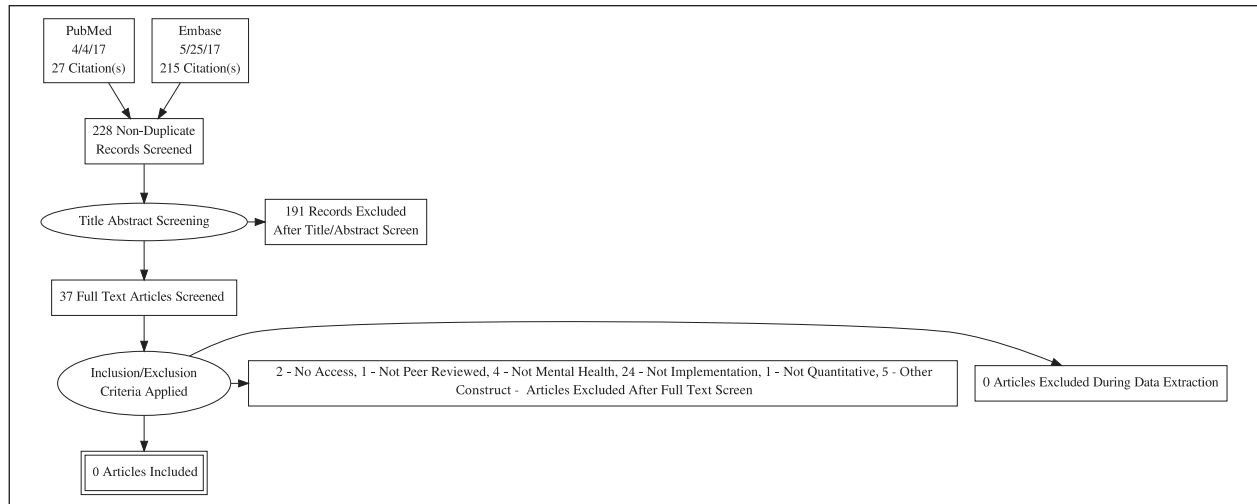 PubMed
4/4/17
27 Citation(s)
Embase
5/25/17
215 Citation(s)
228 Non-Duplicate
Records Screened
Title Abstract Screening
191 Records Excluded
After Title/Abstract Screen
37 Full Text Articles Screened
Inclusion/Exclusion
Criteria Applied
2 - No Access, 1 - Not Peer Reviewed, 4 - Not Mental Health, 24 - Not Implementation, 1 - Not Quantitative, 5 - Other
Construct - Articles Excluded After Full Text Screen
0 Articles Excluded During Data Extraction
0 Articles Included